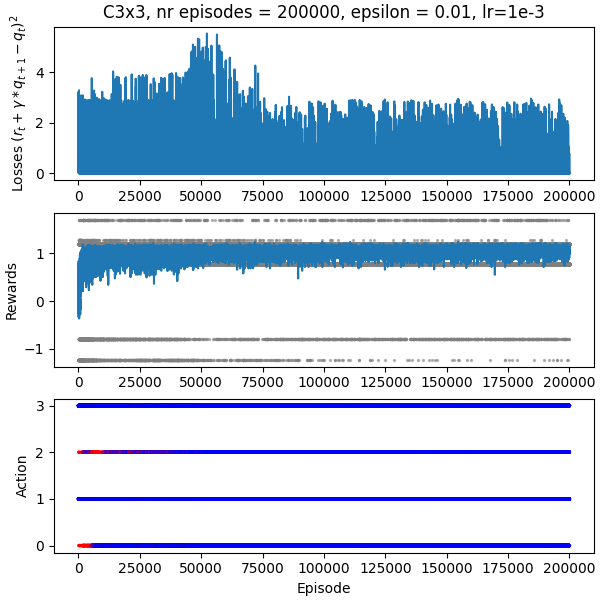 C3x3, nr episodes = 200000, epsilon = 0.01, lr=1e-3
Losses (r_t + γ * q_{t+1} − q_t)^2
4
2
0
0 25000 50000 75000 100000 125000 150000 175000 200000
Rewards
1
0
−1
0 25000 50000 75000 100000 125000 150000 175000 200000
Action
3
2
1
0
0 25000 50000 75000 100000 125000 150000 175000 200000
Episode